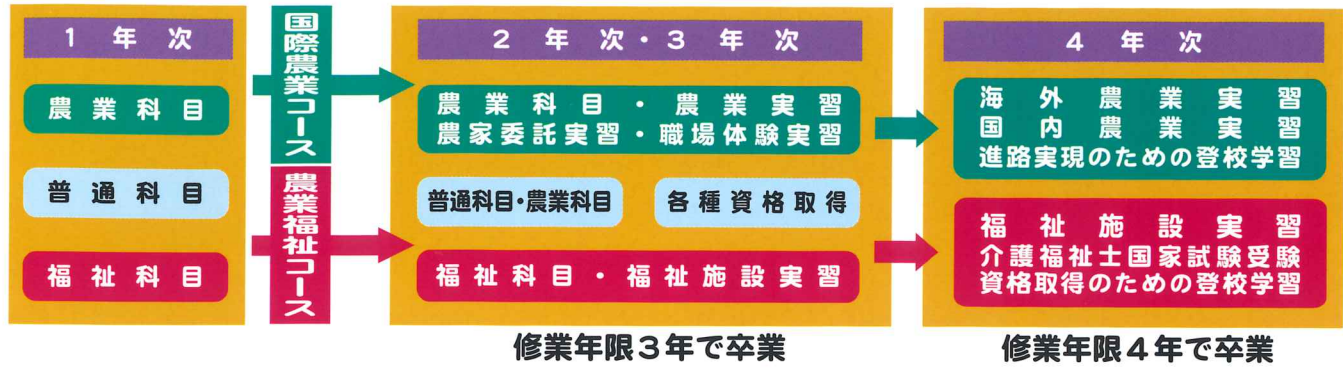 1年次
農業科目
普通科目
福祉科目
国際農業コース
農業福祉コース
2年次・3年次
農業科目・農業実習
農家委託実習・職場体験実習
普通科目・農業科目
各種資格取得
福祉科目・福祉施設実習
修業年限3年で卒業
4年次
海外農業実習
国内農業実習
進路実現のための登校学習
福祉施設実習
介護福祉士国家試験受験
資格取得のための登校学習
修業年限4年で卒業